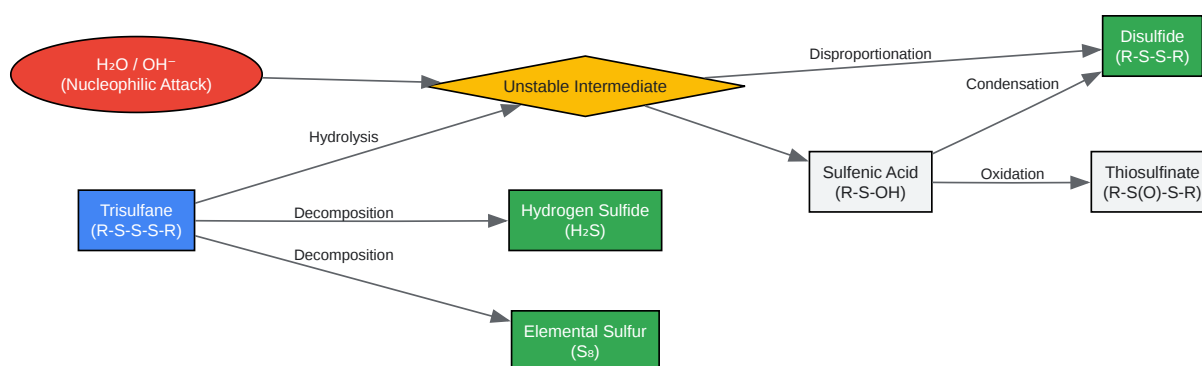 H₂O / OH⁻
(Nucleophilic Attack)
Unstable Intermediate
Disproportionation
Disulfide
(R-S-S-R)
Condensation
Hydrolysis
Sulfenic Acid
(R-S-OH)
Oxidation
Thiosulfinate
(R-S(O)-S-R)
Trisulfane
(R-S-S-S-R)
Decomposition
Hydrogen Sulfide
(H₂S)
Decomposition
Elemental Sulfur
(S₈)